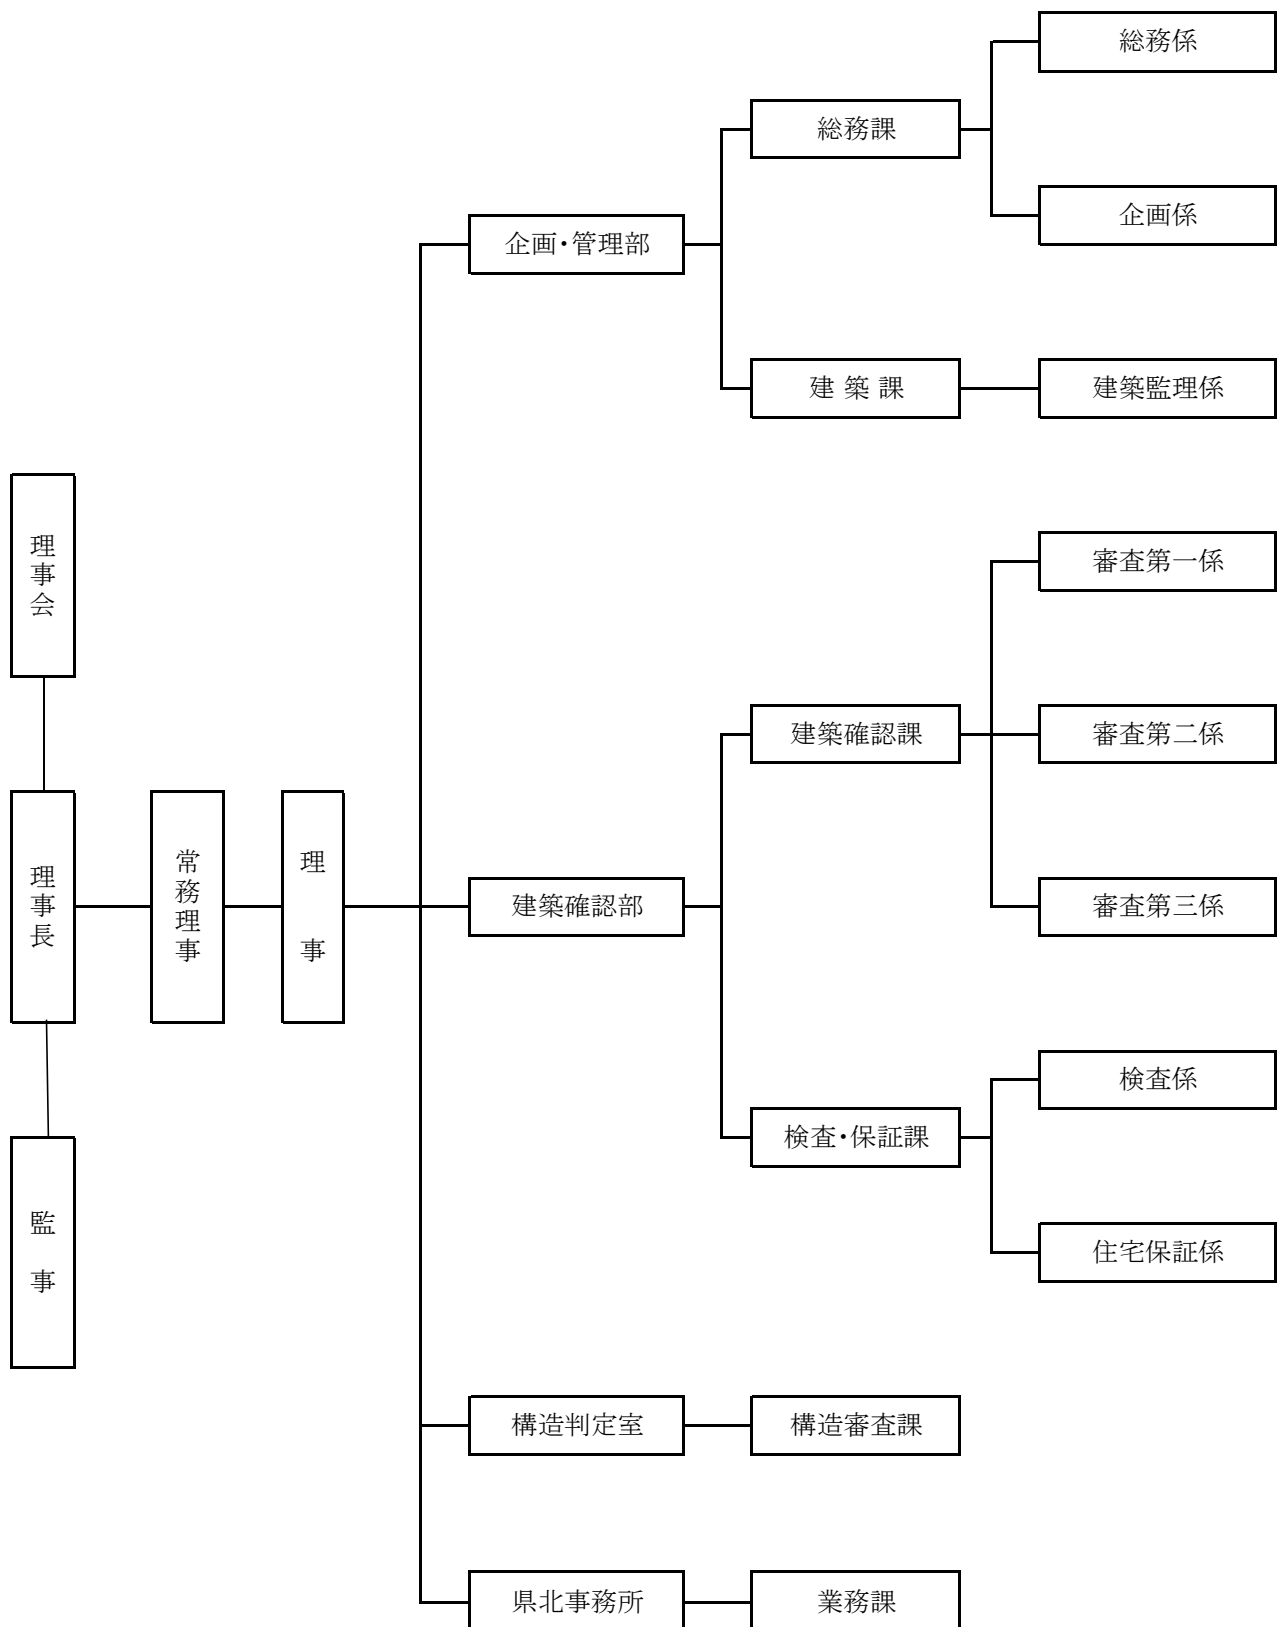 総務係
総務課
企画係
企画・管理部
建 築 課
建築監理係
理事会
審査第一係
建築確認課
審査第二係
理事長
常務理事
理 事
建築確認部
審査第三係
検査係
検査・保証課
監 事
住宅保証係
構造判定室
構造審査課
県北事務所
業務課